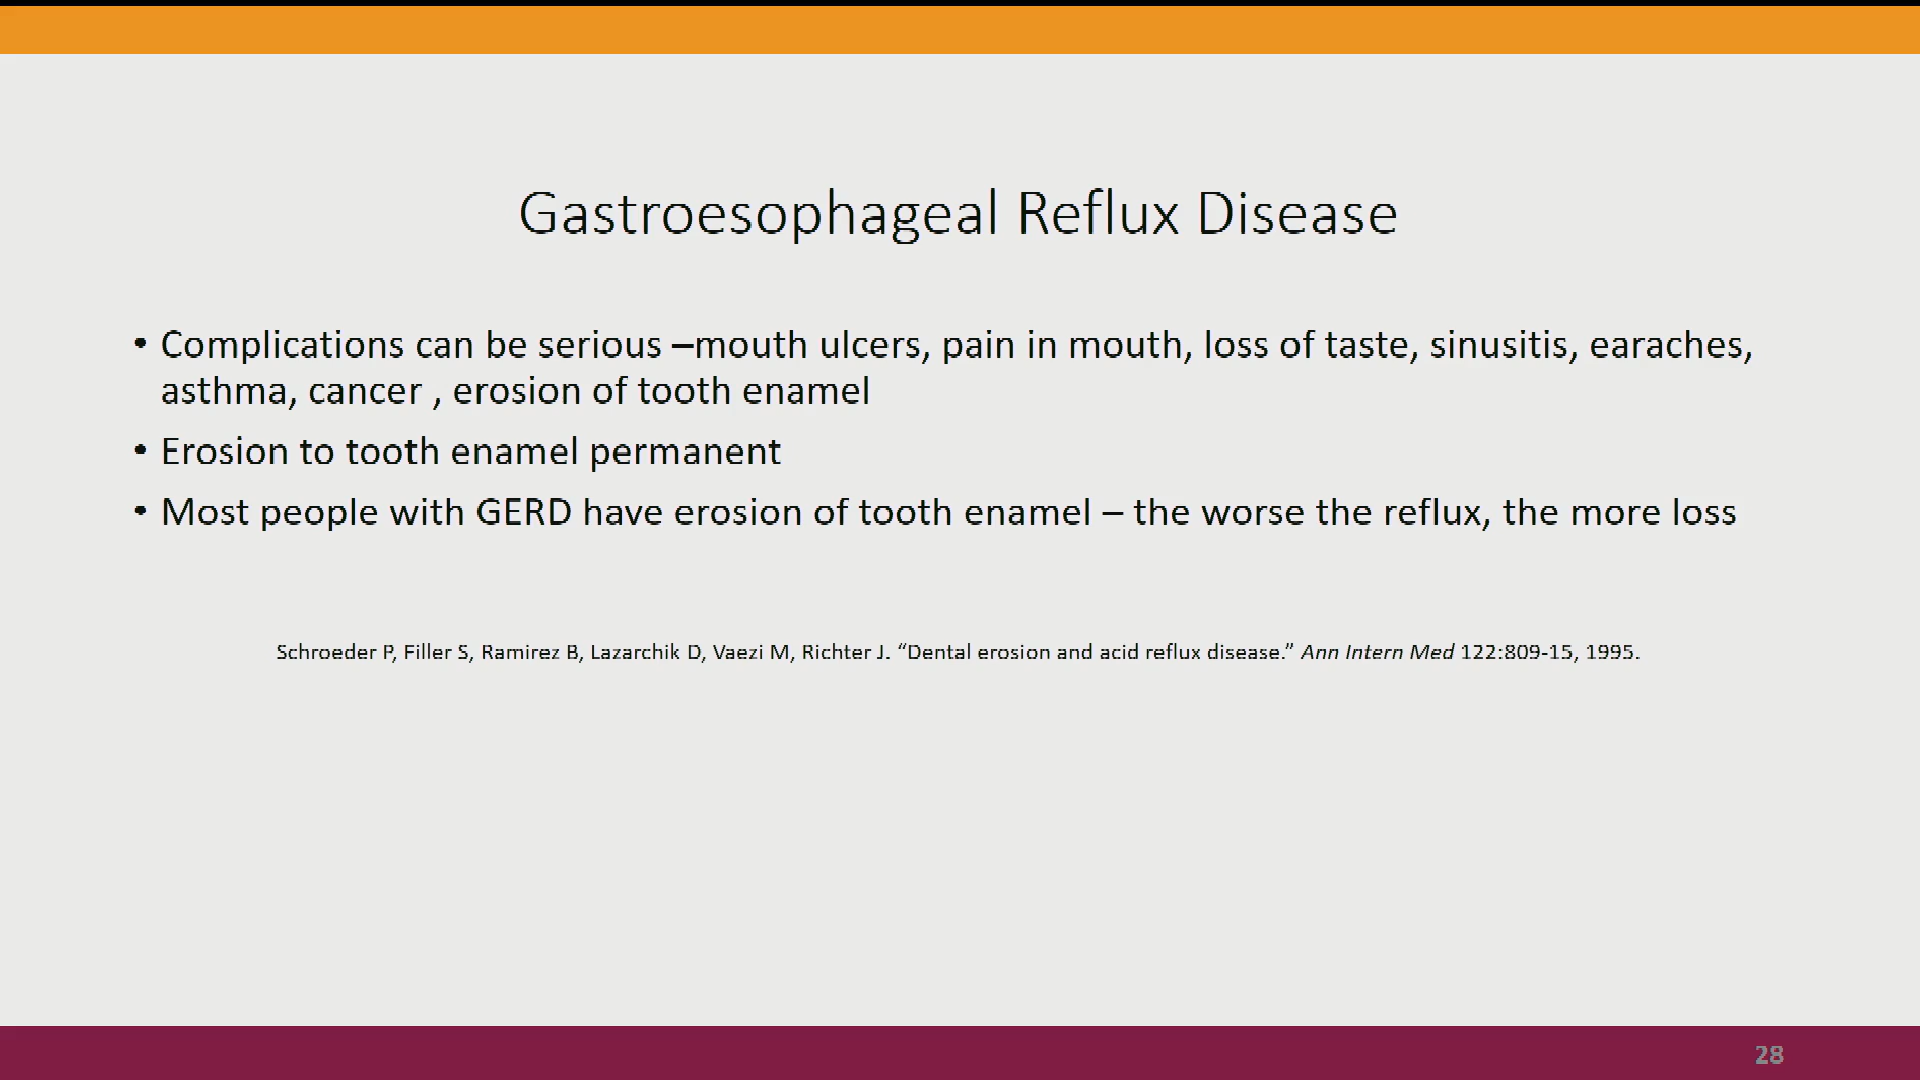 Gastroesophageal Reflux Disease
• Complications can be serious –mouth ulcers, pain in mouth, loss of taste, sinusitis, earaches,
asthma, cancer , erosion of tooth enamel
• Erosion to tooth enamel permanent
• Most people with GERD have erosion of tooth enamel – the worse the reflux, the more loss
Schroeder P, Filler S, Ramirez B, Lazarchik D, Vaezi M, Richter J. “Dental erosion and acid reflux disease.” Ann Intern Med 122:809-15, 1995.
28